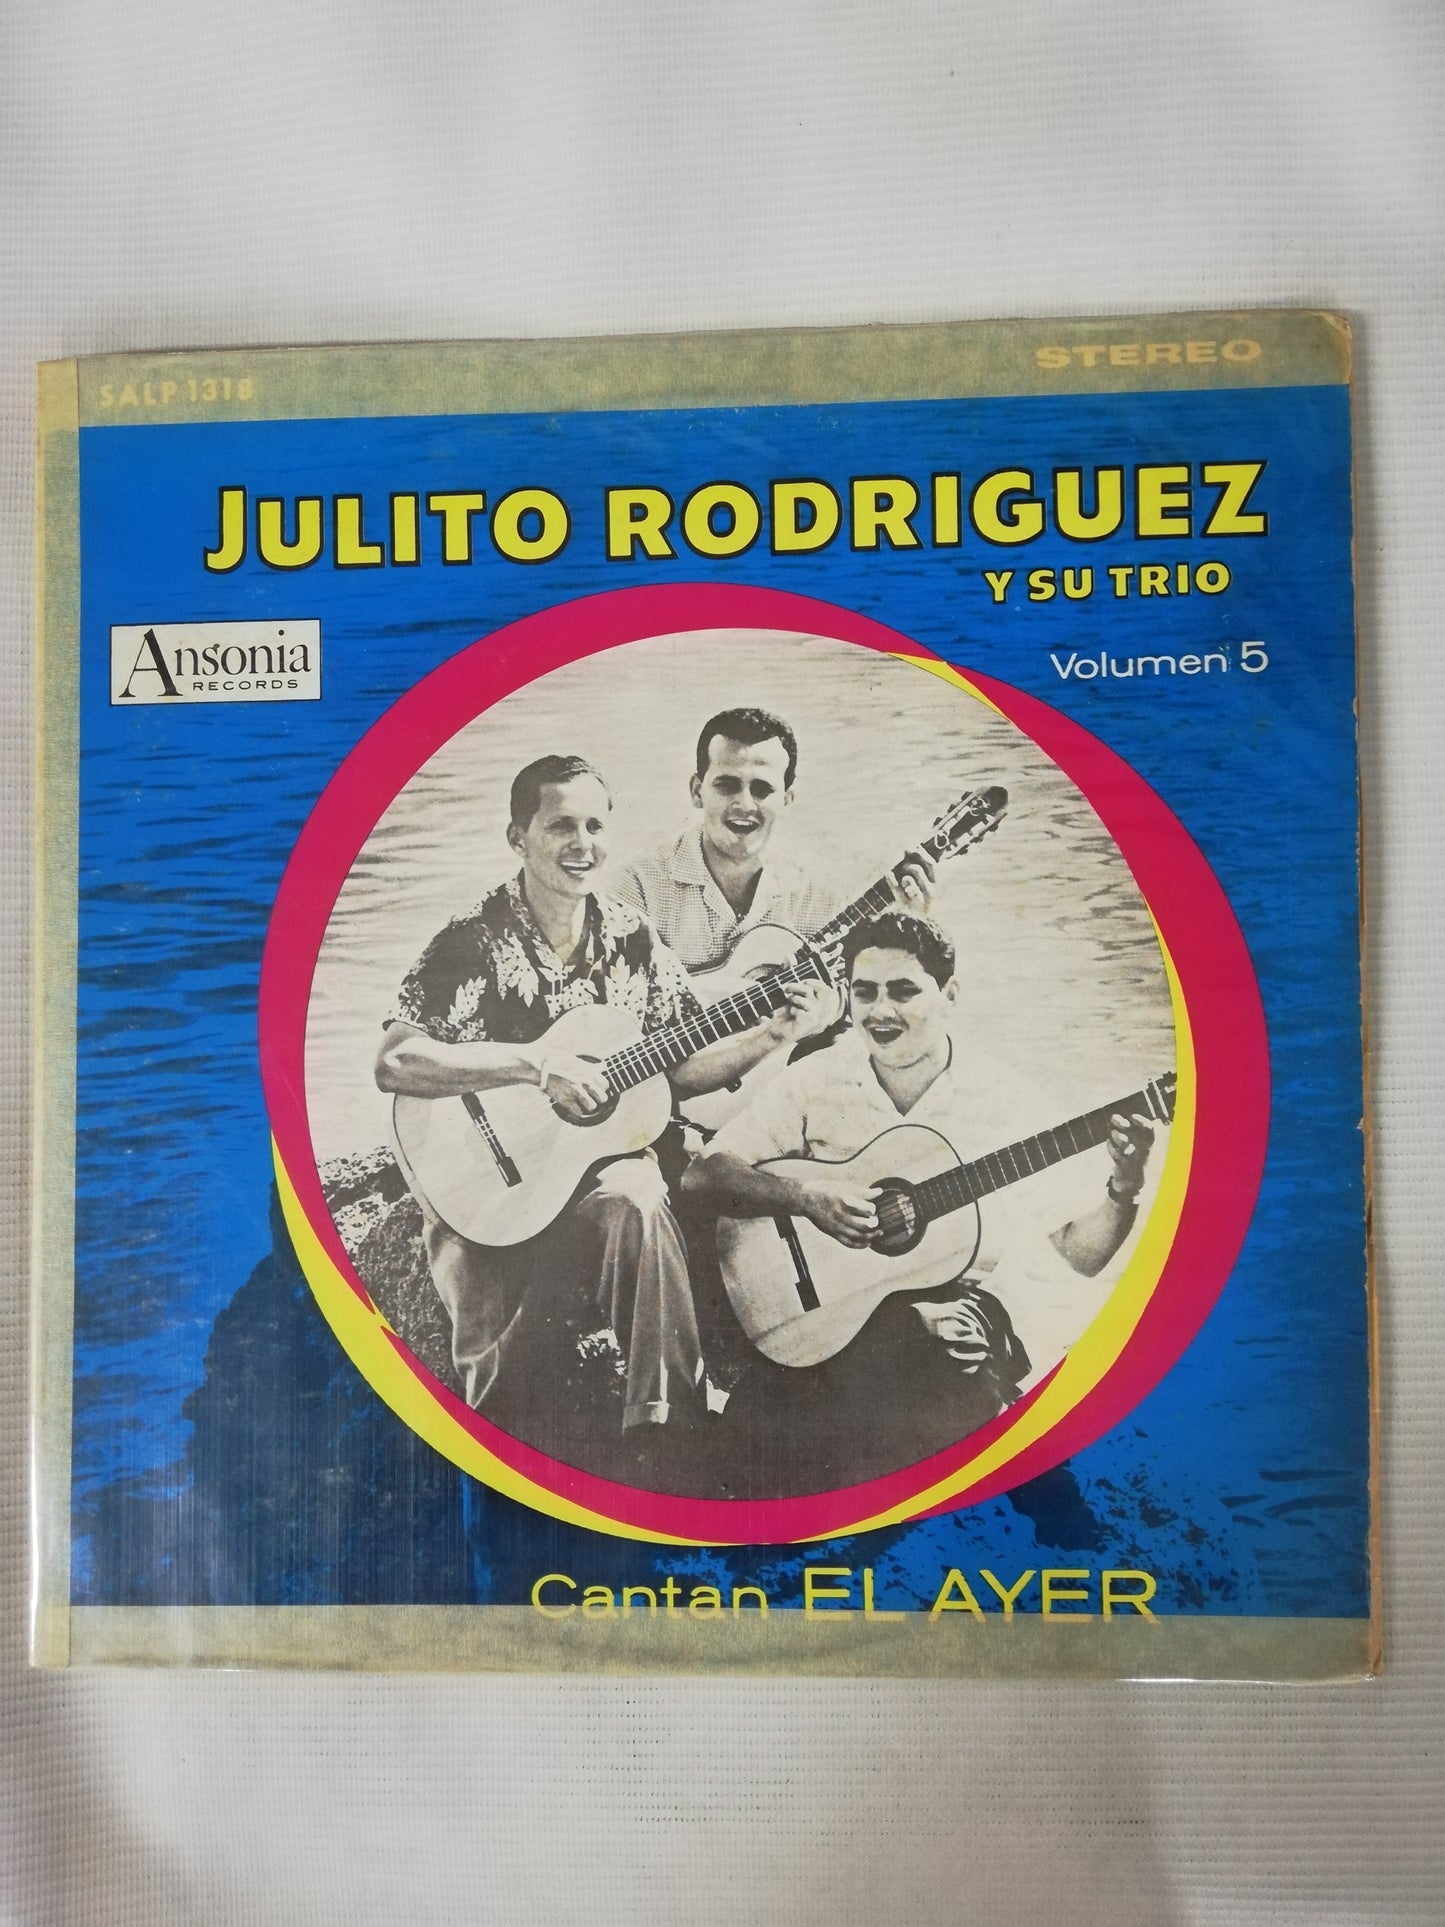 SALP 1318
STEREO
JULITO RODRIGUEZ
Y SU TRIO
Ansonia
RECORDS
Volumen 5
Cantan EL AYER